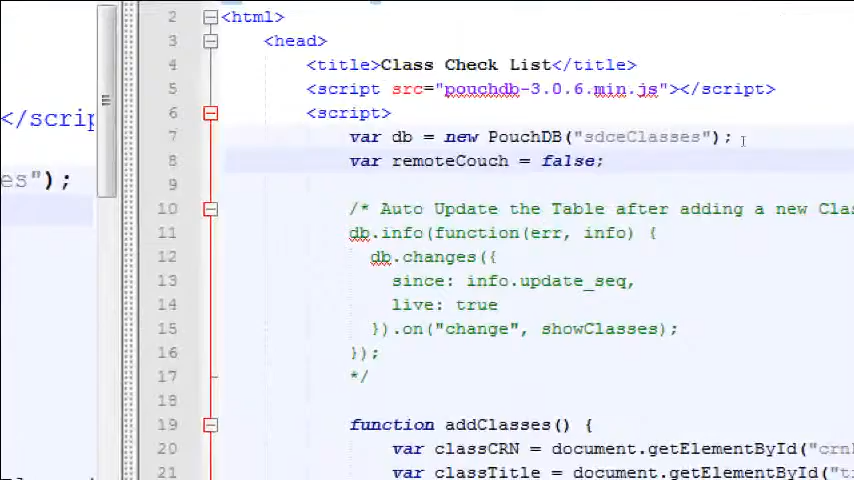 </scrip
es");
2 <html>
3 <head>
4 <title>Class Check List</title>
5 <script src="pouchdb-3.0.6.min.js"></script>
6 <script>
7 var db = new PouchDB("sdceClasses");
8 var remoteCouch = false;
9
10 /* Auto Update the Table after adding a new Clas
11 db.info(function(err, info) {
12 db.changes({
13 since: info.update_seq,
14 live: true
15 }).on("change", showClasses);
16 });
17 */
18
19 function addClasses() {
20 var classCRN = document.getElementById("crn
21 var classTitle = document.getElementById("ti